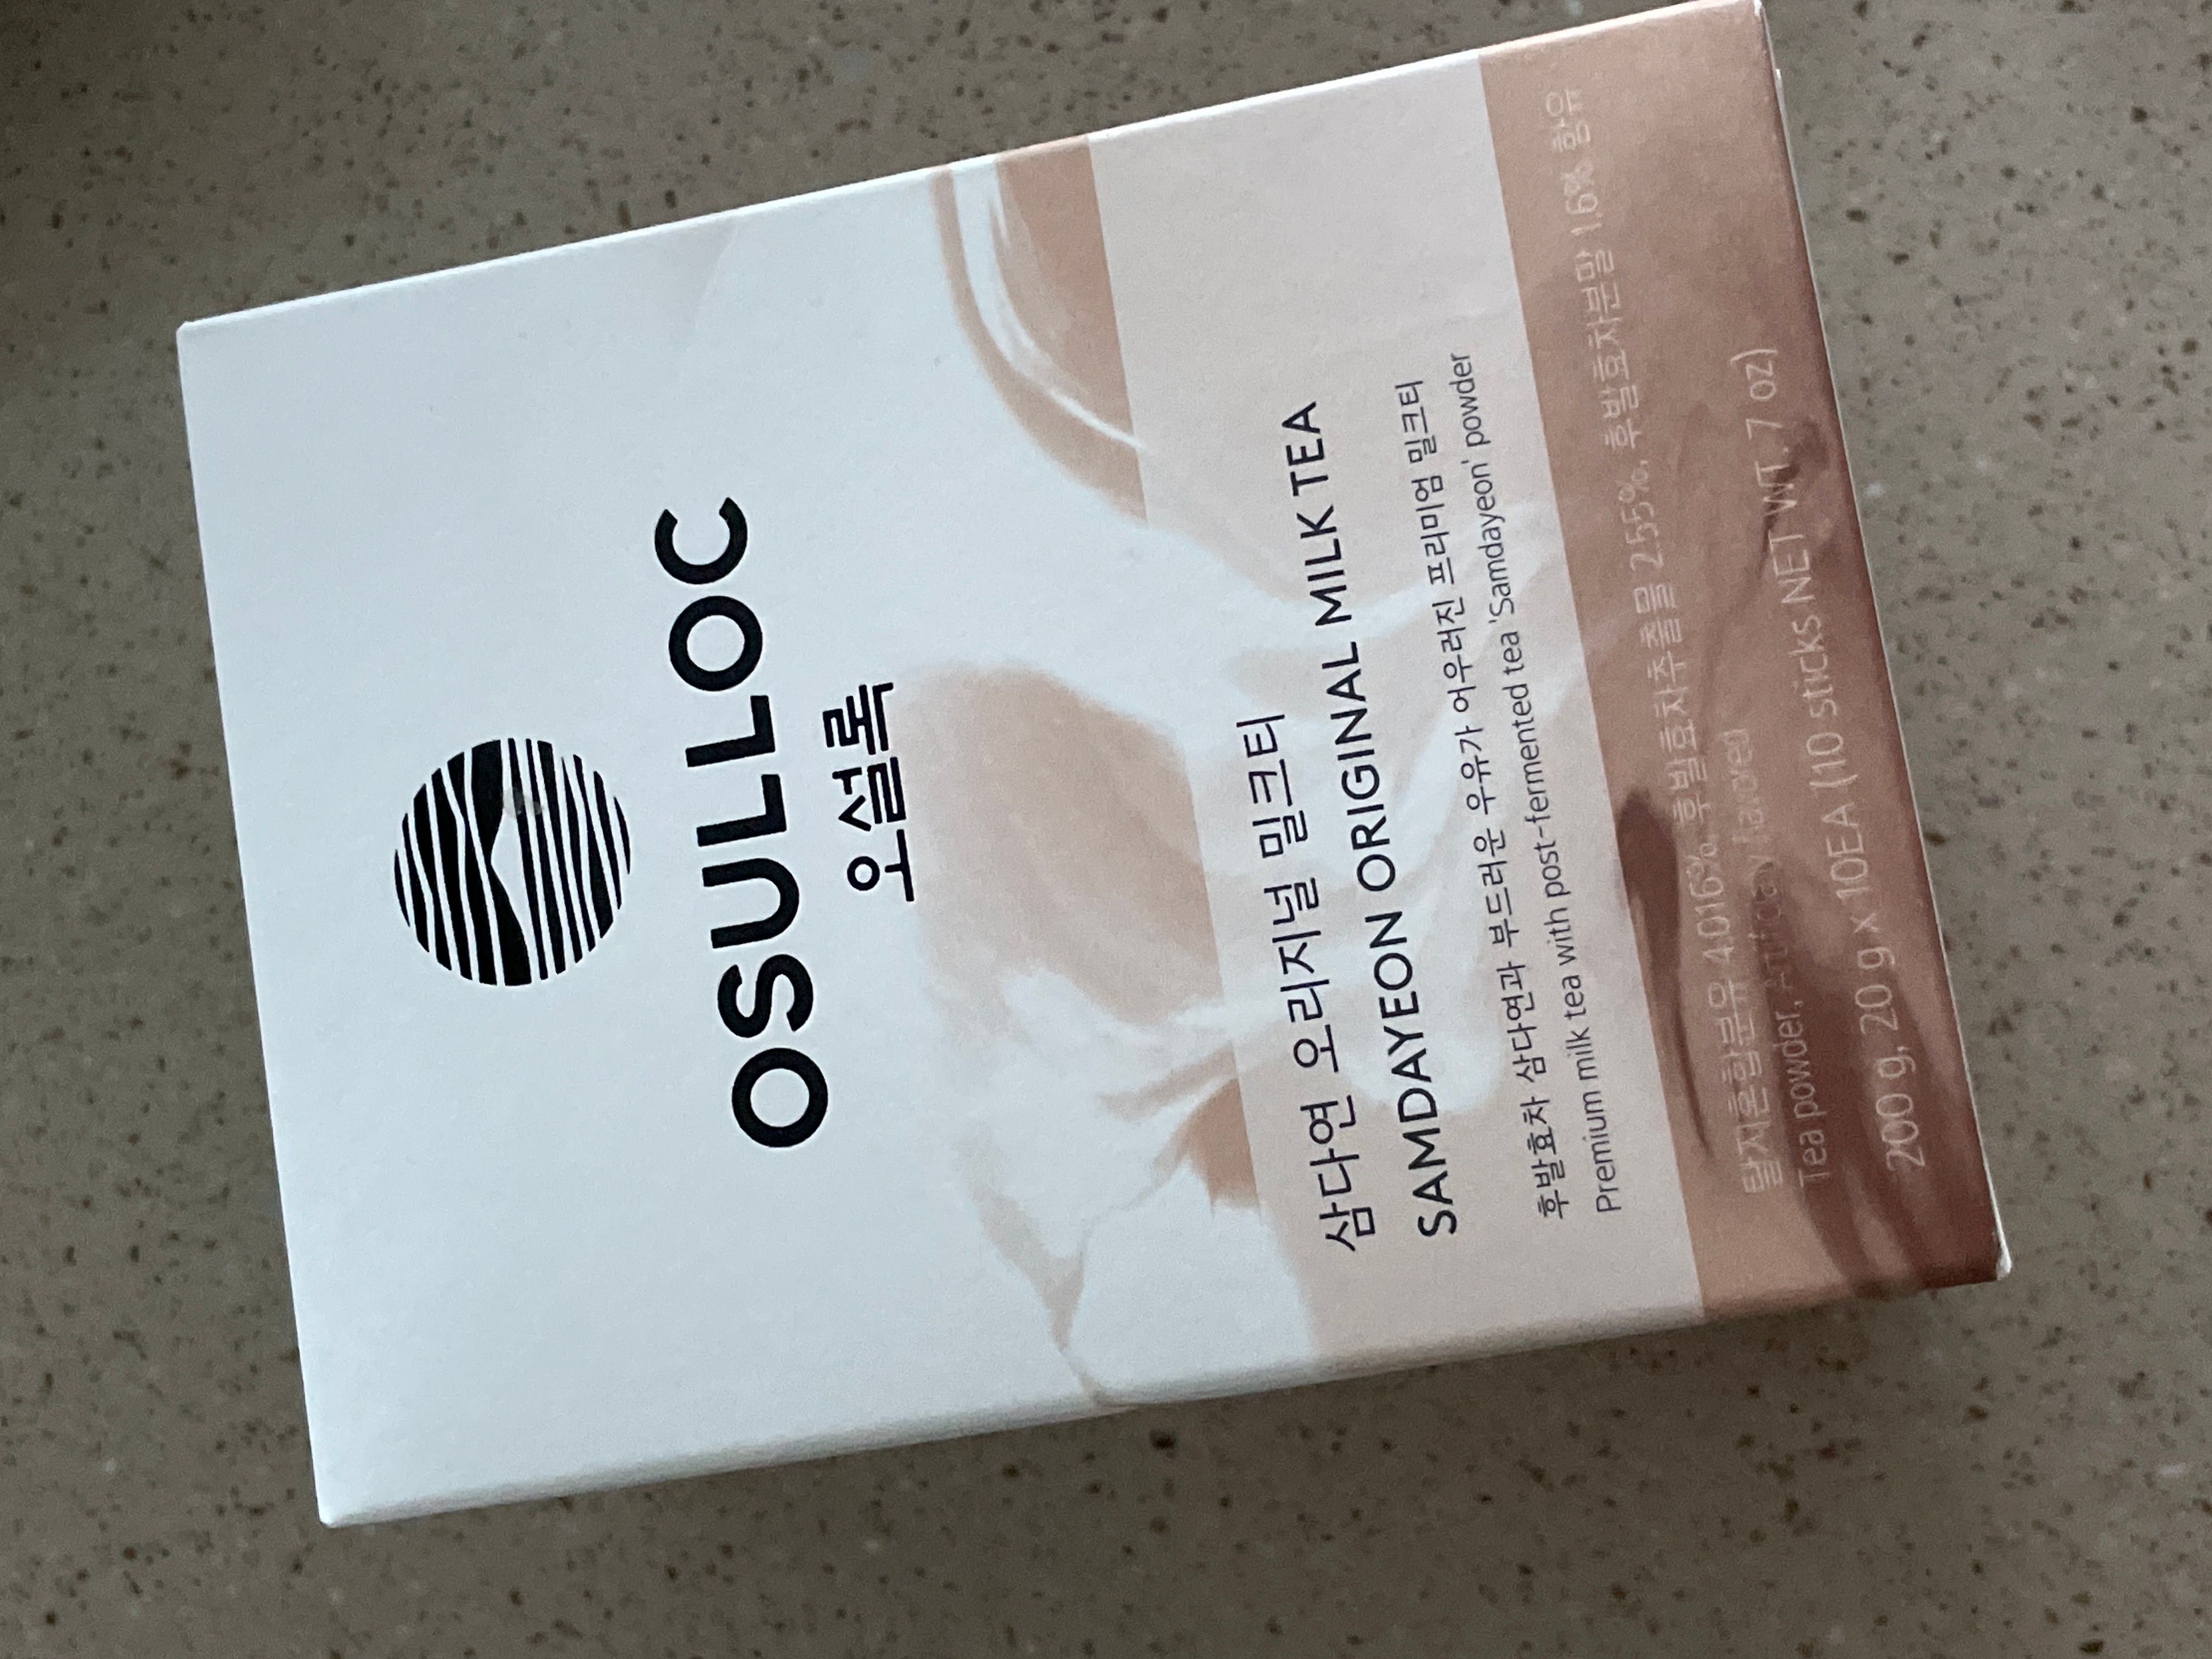 OSULLOC
오설록
삼다연 오리지널 밀크티
SAMDAYEON ORIGINAL MILK TEA
후발효차 삼다연과 부드러운 우유가 어우러진 프리미엄 밀크티
Premium milk tea with post-fermented tea 'Samdayeon' powder
탈지혼합분유 40.16%, 후발효차추출물 2.55%, 후발효차분말 1.6% 함유
Tea powder, Artificially flavored
200 g, 20 g x 10EA (10 sticks NET WT. 7 oz)